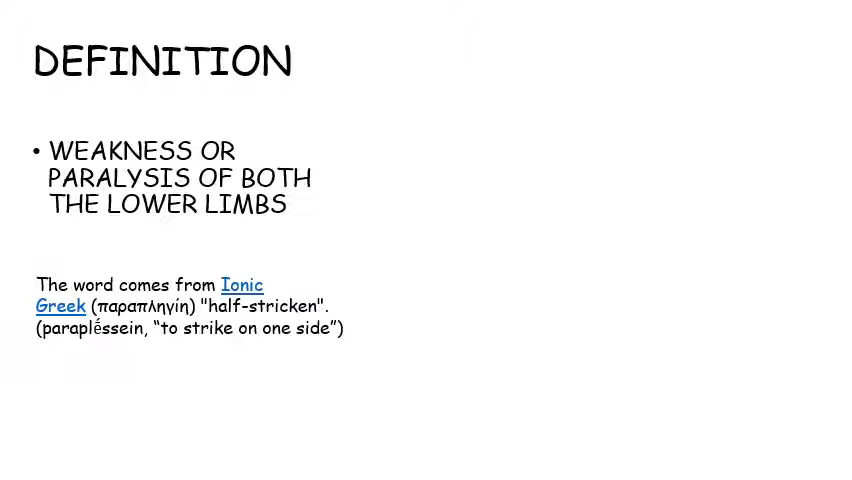 DEFINITION
• WEAKNESS OR
PARALYSIS OF BOTH
THE LOWER LIMBS
The word comes from Ionic
Greek (παραπληγίη) "half-stricken".
(paraplḗssein, “to strike on one side”)